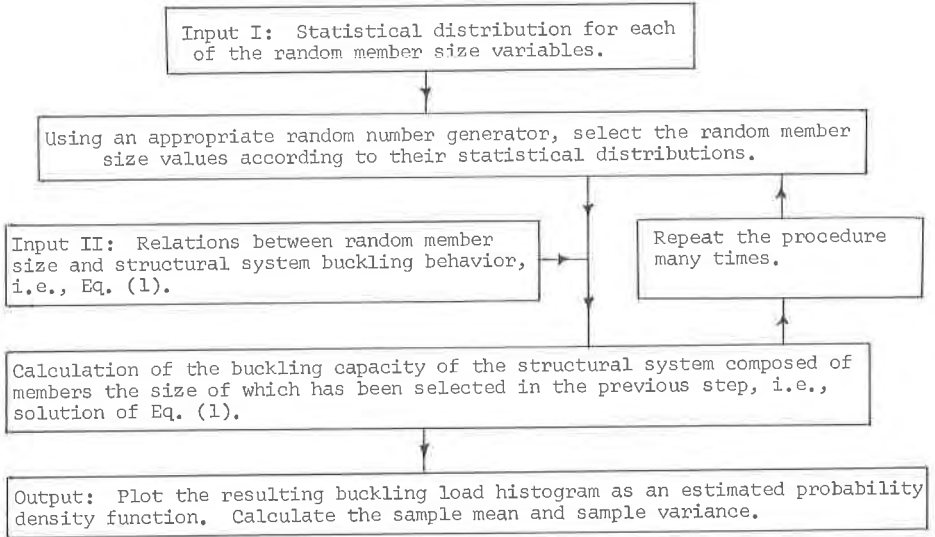 Input I: Statistical distribution for each
of the random member size variables.
Using an appropriate random number generator, select the random member
size values according to their statistical distributions.
Input II: Relations between random member
size and structural system buckling behavior,
i.e., Eq. (1).
Repeat the procedure
many times.
Calculation of the buckling capacity of the structural system composed of
members the size of which has been selected in the previous step, i.e.,
solution of Eq. (1).
Output: Plot the resulting buckling load histogram as an estimated probability
density function. Calculate the sample mean and sample variance.